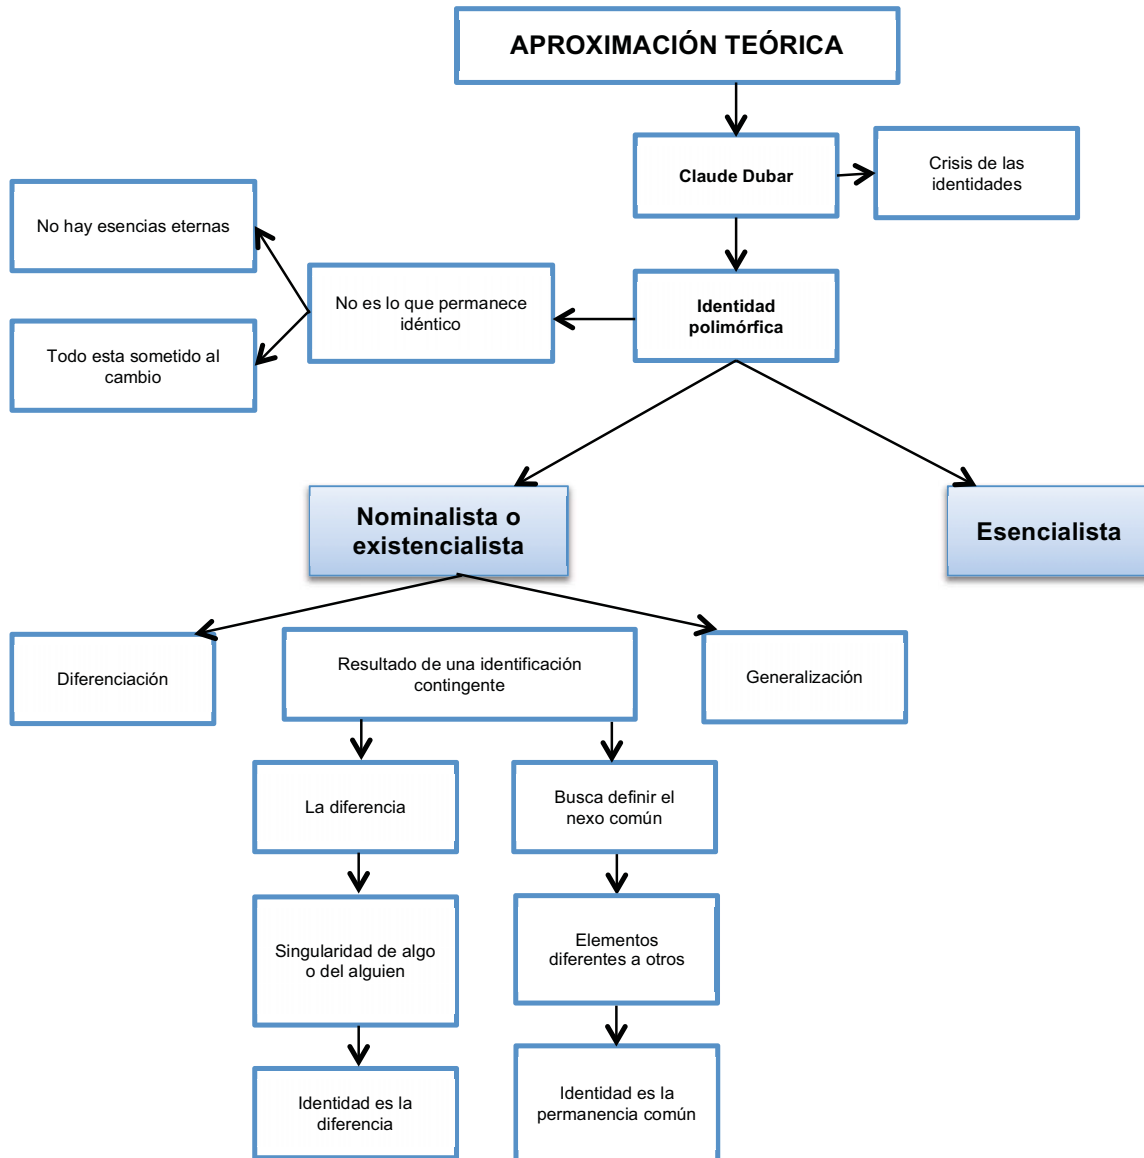 APROXIMACIÓN TEÓRICA
Claude Dubar
Crisis de las
identidades
No hay esencias eternas
No es lo que permanece
idéntico
Identidad
polimórfica
Todo esta sometido al
cambio
Nominalista o
existencialista
Esencialista
Diferenciación
Resultado de una identificación
contingente
Generalización
La diferencia
Busca definir el
nexo común
Singularidad de algo
o del alguien
Elementos
diferentes a otros
Identidad es la
diferencia
Identidad es la
permanencia común